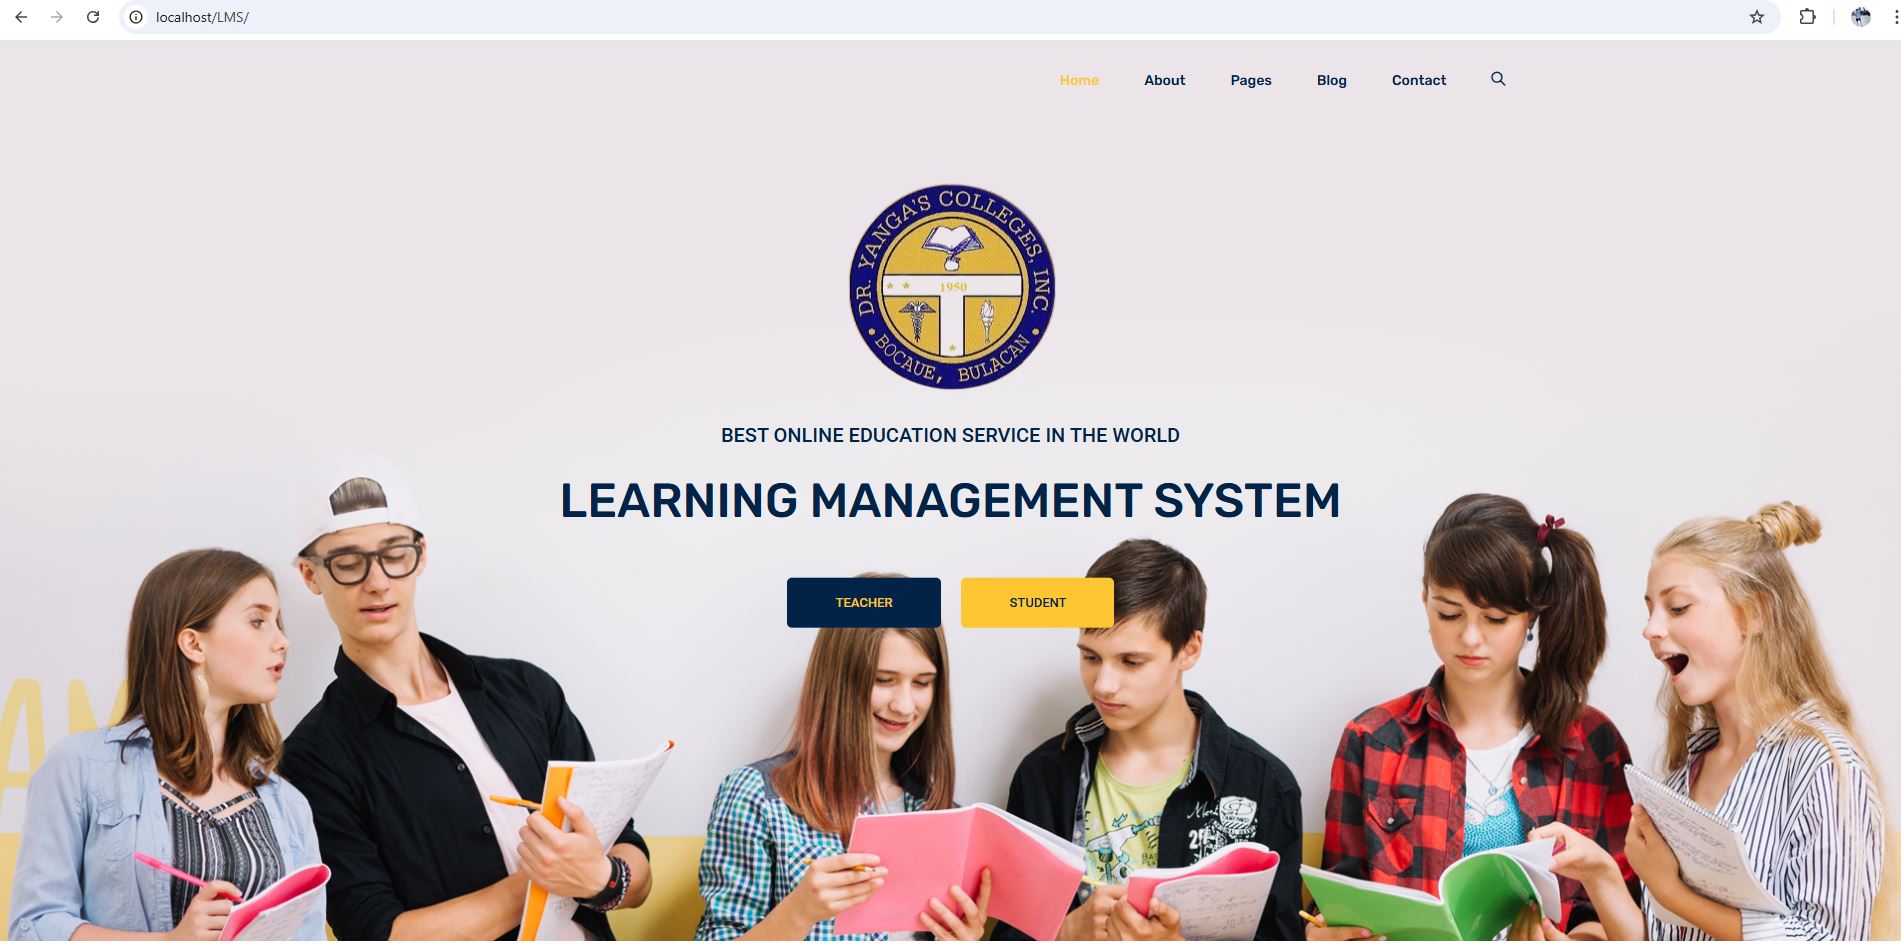 localhost/LMS/
Home About Pages Blog Contact
DR. YANGA'S COLLEGES, INC.
1950
BOCAUE, BULACAN
BEST ONLINE EDUCATION SERVICE IN THE WORLD
LEARNING MANAGEMENT SYSTEM
TEACHER STUDENT